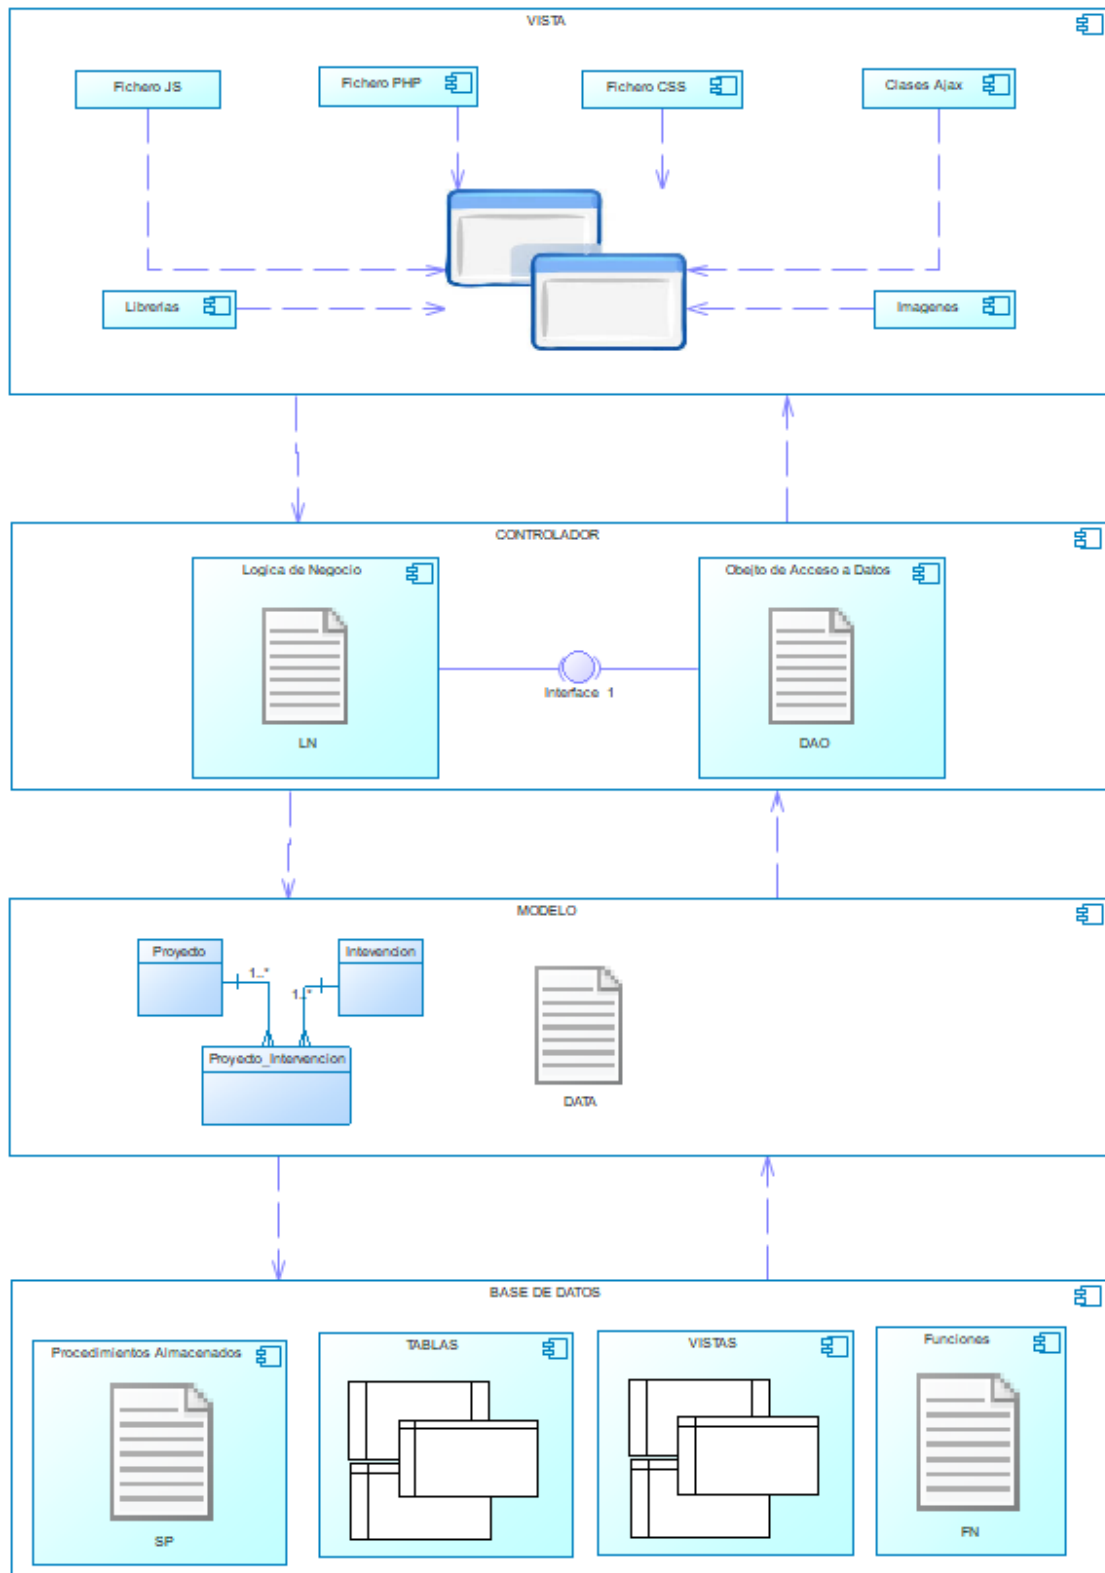 VISTA
Fichero JS
Fichero PHP
Fichero CSS
Clases Ajax
Librerias
Imagenes
CONTROLADOR
Logica de Negocio
Obejto de Acceso a Datos
Interface 1
LN
DAO
MODELO
Proyecto
Intevencion
1..*
1..*
Proyecto_Intervencion
DATA
BASE DE DATOS
Procedimientos Almacenados
TABLAS
VISTAS
Funciones
SP
FN